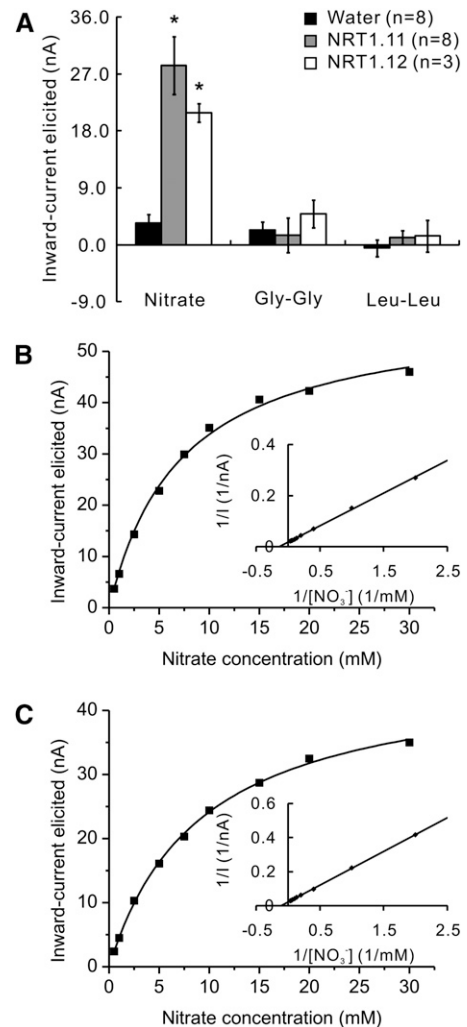 A
Inward-current elicited (nA)
36.0
27.0
18.0
9.0
0.0
-9.0
*
*
Water (n=8)
NRT1.11 (n=8)
NRT1.12 (n=3)
Nitrate
Gly-Gly
Leu-Leu
B
Inward-current elicited (nA)
50
40
30
20
10
0
0
5
10
15
20
25
30
Nitrate concentration (mM)
1/I (1/nA)
0.4
0.2
0
-0.5
0.5
1.5
2.5
1/[NO₃⁻] (1/mM)
C
Inward-current elicited (nA)
40
30
20
10
0
0
5
10
15
20
25
30
Nitrate concentration (mM)
1/I (1/nA)
0.6
0.4
0.2
0
-0.5
0.5
1.5
2.5
1/[NO₃⁻] (1/mM)